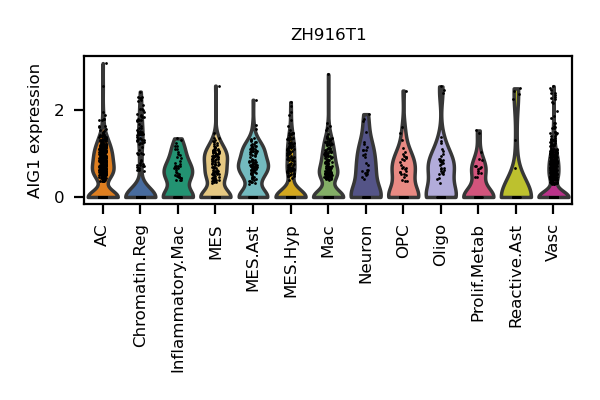 ZH916T1
AIG1 expression
2
0
AC
Chromatin.Reg
Inflammatory.Mac
MES
MES.Ast
MES.Hyp
Mac
Neuron
OPC
Oligo
Prolif.Metab
Reactive.Ast
Vasc